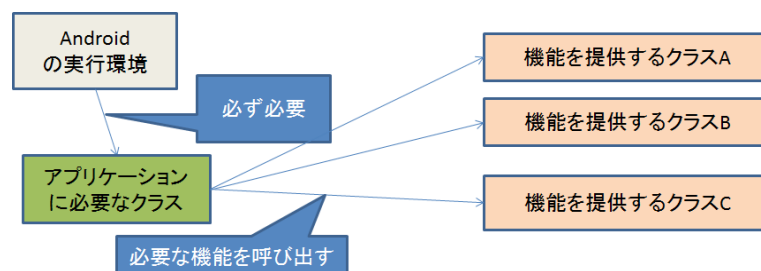 Android
の実行環境
必ず必要
アプリケーション
に必要なクラス
必要な機能を呼び出す
機能を提供するクラスA
機能を提供するクラスB
機能を提供するクラスC